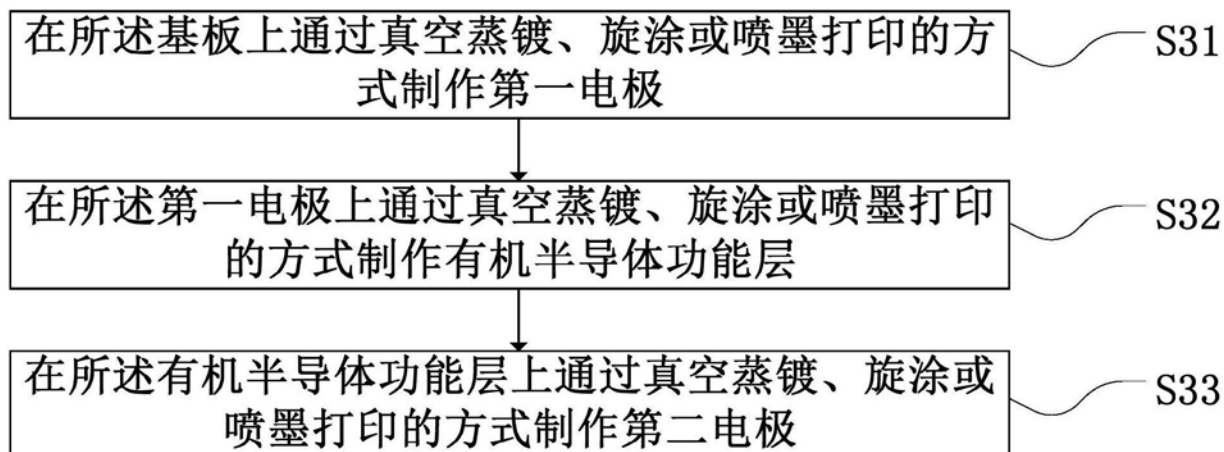 在所述基板上通过真空蒸镀、旋涂或喷墨打印的方
式制作第一电极
S31
在所述第一电极上通过真空蒸镀、旋涂或喷墨打印
的方式制作有机半导体功能层
S32
在所述有机半导体功能层上通过真空蒸镀、旋涂或
喷墨打印的方式制作第二电极
S33